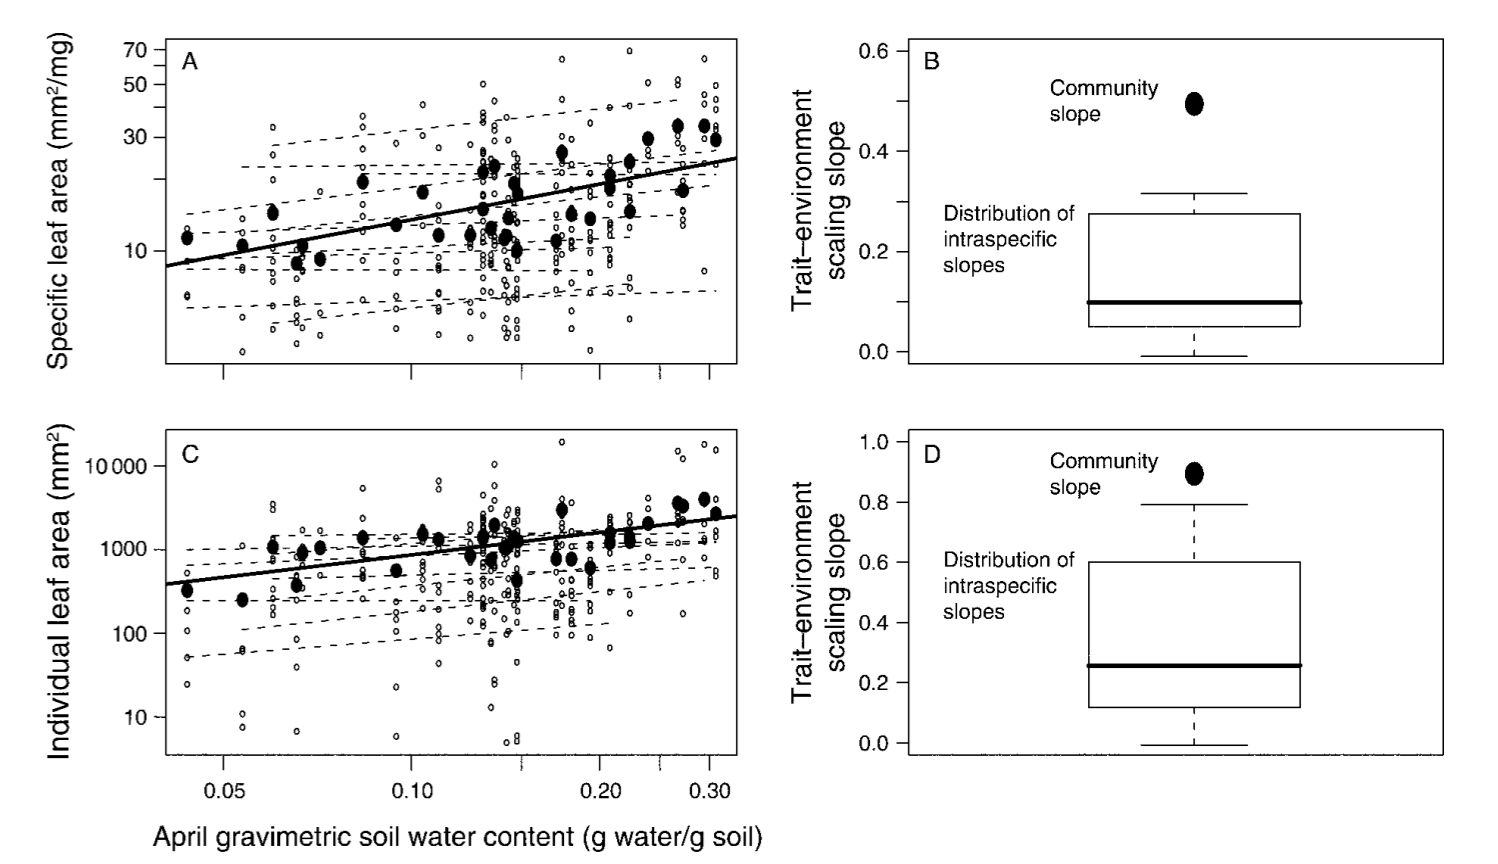 A
Specific leaf area (mm²/mg)
70
50
30
10
B
Trait–environment
scaling slope
0.6
0.4
0.2
0.0
Community
slope
Distribution of
intraspecific
slopes
C
Individual leaf area (mm²)
10 000
1000
100
10
0.05 0.10 0.20 0.30
April gravimetric soil water content (g water/g soil)
D
Trait–environment
scaling slope
1.0
0.8
0.6
0.4
0.2
0.0
Community
slope
Distribution of
intraspecific
slopes